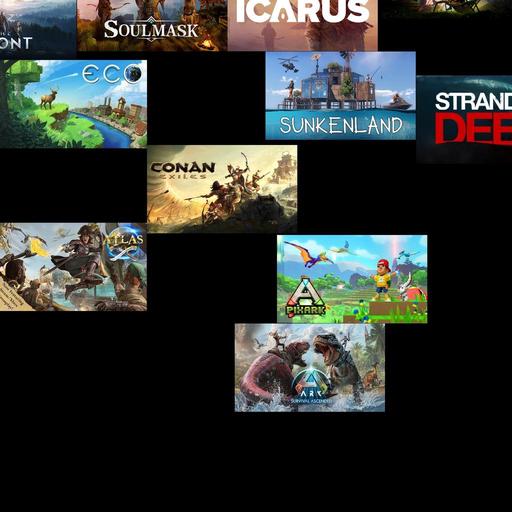 ICARUS
SOULMASK
ONT
ECO
STRAND
DEE
SUNKENLAND
CONAN
EXILES
ATLAS
PIXARK
ARK
SURVIVAL ASCENDED